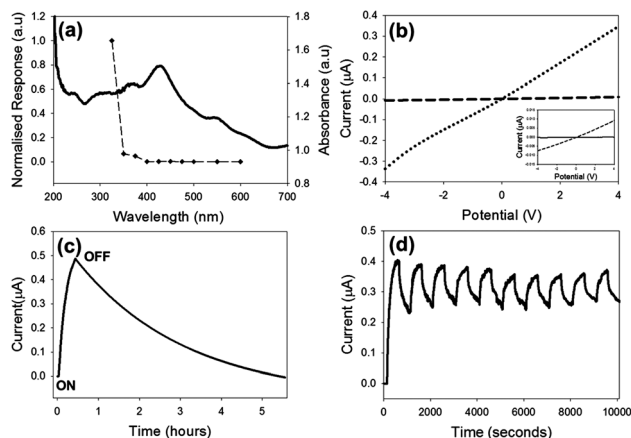 (a)
Normalised Response (a.u)
1.2
1.0
0.8
0.6
0.4
0.2
0.0
1.8
1.6
1.4
1.2
1.0
0.9
0.8
Absorbance (a.u)
200 300 400 500 600 700
Wavelength (nm)
(b)
Current (µA)
0.4
0.3
0.2
0.1
0.0
-0.1
-0.2
-0.3
-0.4
-4 -2 0 2 4
Potential (V)
Current (µA)
Potential (V)
(c)
OFF
ON
Current(µA)
0.6
0.5
0.4
0.3
0.2
0.1
0.0
0 1 2 3 4 5
Time (hours)
(d)
Current (µA)
0.5
0.4
0.3
0.2
0.1
0.0
0 2000 4000 6000 8000 10000
Time (seconds)